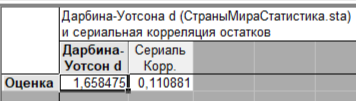 Дарбина-Уотсона d (СтраныМираСтатистика.sta)
и сериальная корреляция остатков
Дарбина- Сериаль
Уотсон d Корр.
Оценка 1,658475 0,110881